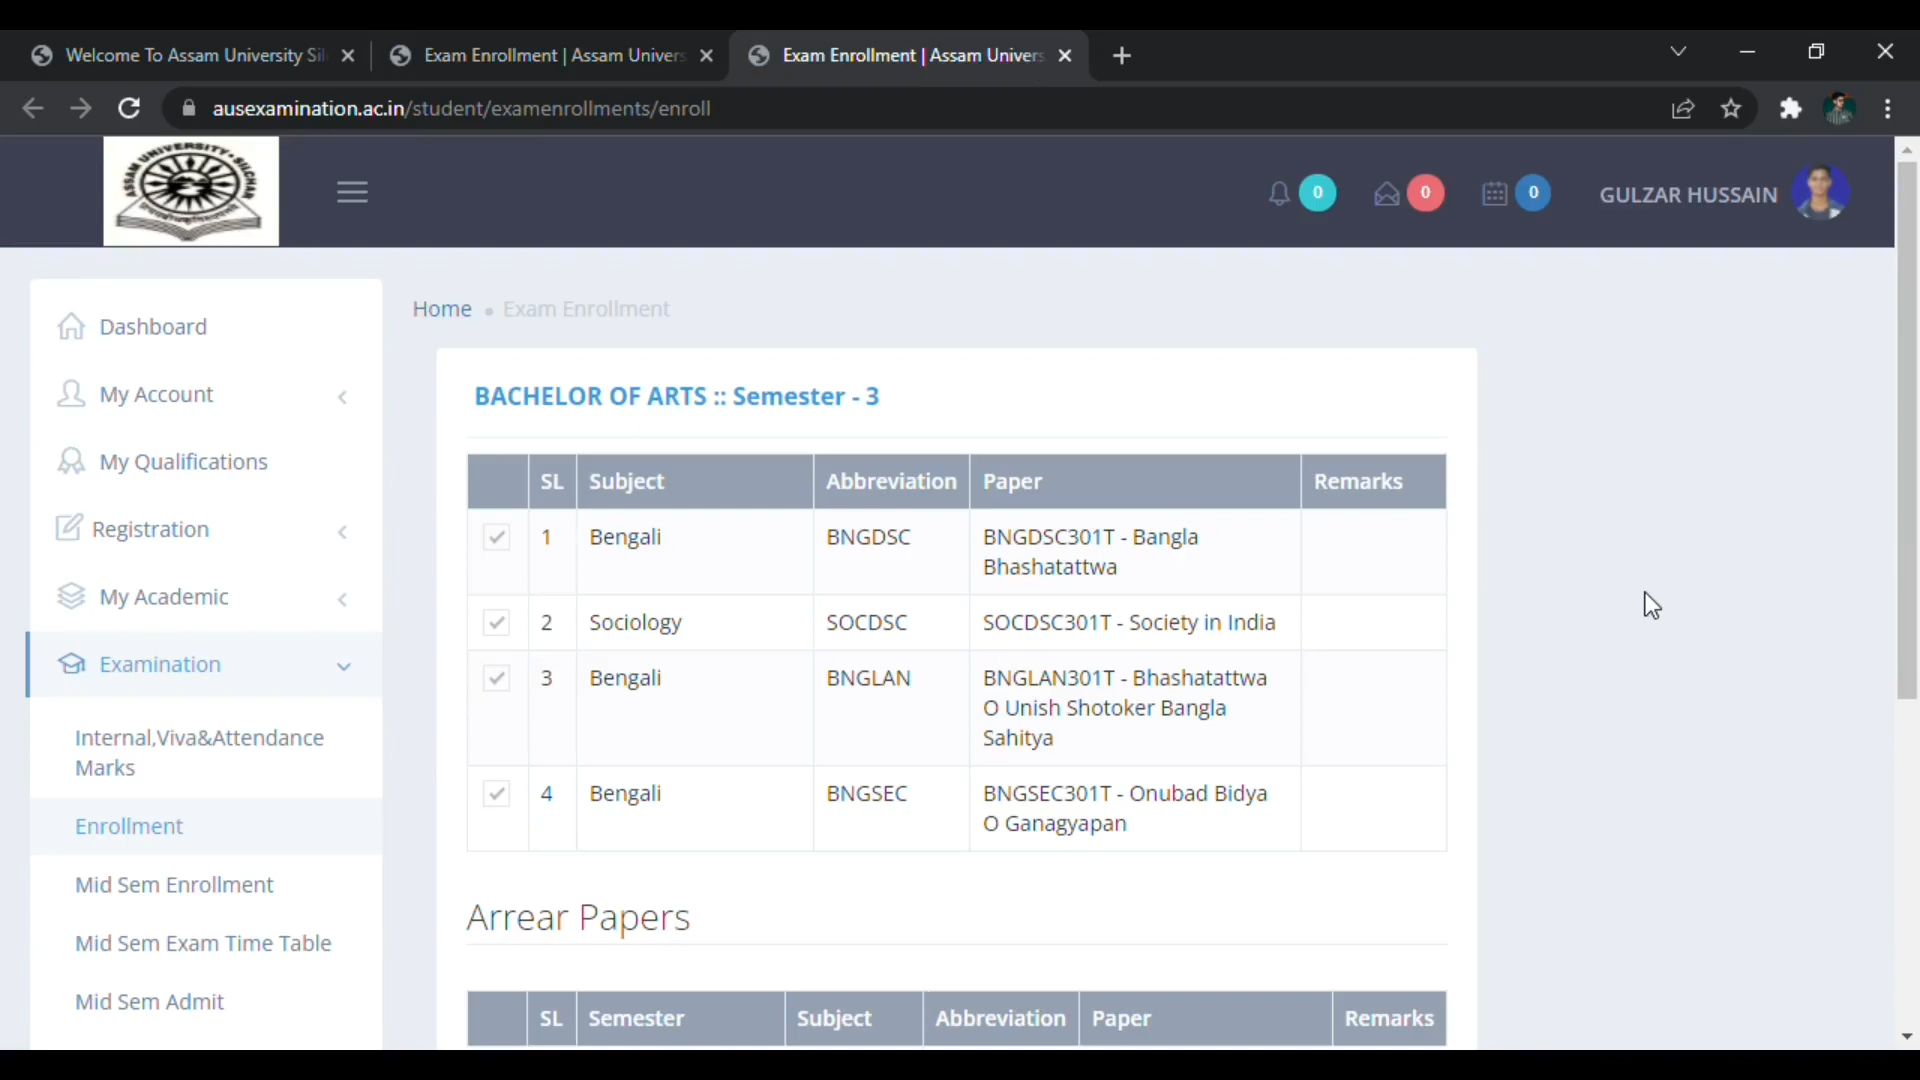 Welcome To Assam University Sil
Exam Enrollment | Assam Univers
Exam Enrollment | Assam Univers
ausexamination.ac.in/student/examenrollments/enroll
ASSAM UNIVERSITY-SILCHAR
0
0
0
GULZAR HUSSAIN
Home
Exam Enrollment
Dashboard
My Account
My Qualifications
Registration
My Academic
Examination
Internal,Viva&Attendance
Marks
Enrollment
Mid Sem Enrollment
Mid Sem Exam Time Table
Mid Sem Admit
BACHELOR OF ARTS :: Semester - 3
SL Subject Abbreviation Paper Remarks
1 Bengali BNGDSC BNGDSC301T - Bangla
Bhashatattwa
2 Sociology SOCDSC SOCDSC301T - Society in India
3 Bengali BNGLAN BNGLAN301T - Bhashatattwa
O Unish Shotoker Bangla
Sahitya
4 Bengali BNGSEC BNGSEC301T - Onubad Bidya
O Ganagyapan
Arrear Papers
SL Semester Subject Abbreviation Paper Remarks